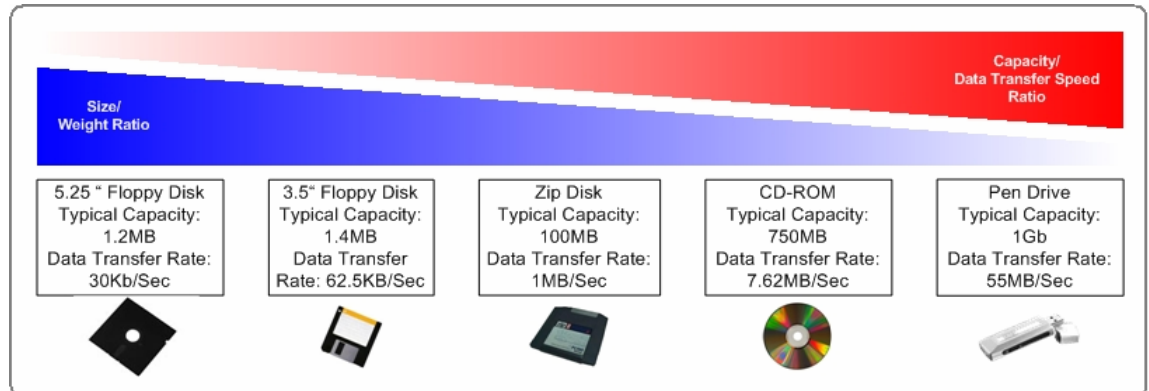 Capacity/
Data Transfer Speed
Ratio
Size/
Weight Ratio
5.25 “ Floppy Disk
Typical Capacity:
1.2MB
Data Transfer Rate:
30Kb/Sec
3.5“ Floppy Disk
Typical Capacity:
1.4MB
Data Transfer
Rate: 62.5KB/Sec
Zip Disk
Typical Capacity:
100MB
Data Transfer Rate:
1MB/Sec
CD-ROM
Typical Capacity:
750MB
Data Transfer Rate:
7.62MB/Sec
Pen Drive
Typical Capacity:
1Gb
Data Transfer Rate:
55MB/Sec